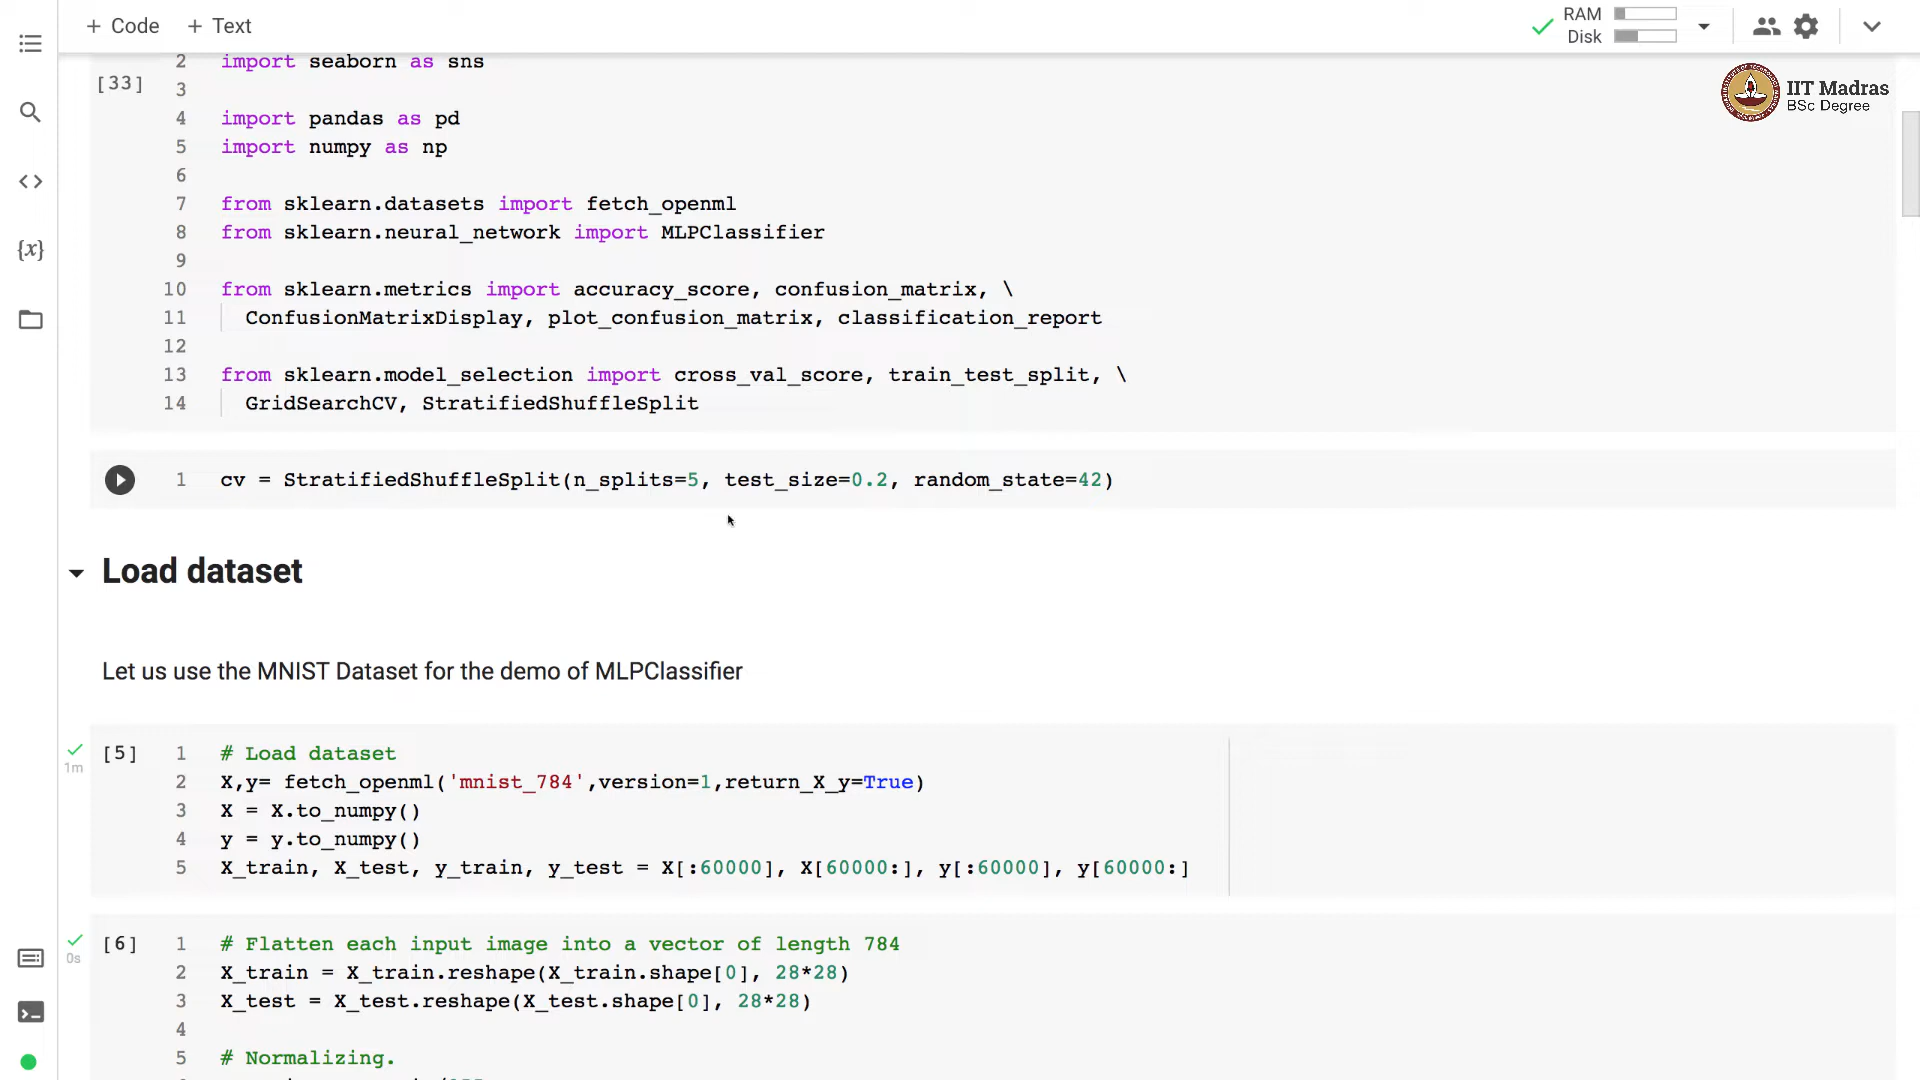 + Code + Text
RAM
Disk
IIT Madras
BSc Degree
[33]
2 import seaborn as sns
3
4 import pandas as pd
5 import numpy as np
6
7 from sklearn.datasets import fetch_openml
8 from sklearn.neural_network import MLPClassifier
9
10 from sklearn.metrics import accuracy_score, confusion_matrix, \
11 ConfusionMatrixDisplay, plot_confusion_matrix, classification_report
12
13 from sklearn.model_selection import cross_val_score, train_test_split, \
14 GridSearchCV, StratifiedShuffleSplit
1 cv = StratifiedShuffleSplit(n_splits=5, test_size=0.2, random_state=42)
Load dataset
Let us use the MNIST Dataset for the demo of MLPClassifier
1m
[5]
1 # Load dataset
2 X,y= fetch_openml('mnist_784',version=1,return_X_y=True)
3 X = X.to_numpy()
4 y = y.to_numpy()
5 X_train, X_test, y_train, y_test = X[:60000], X[60000:], y[:60000], y[60000:]
0s
[6]
1 # Flatten each input image into a vector of length 784
2 X_train = X_train.reshape(X_train.shape[0], 28*28)
3 X_test = X_test.reshape(X_test.shape[0], 28*28)
4
5 # Normalizing.